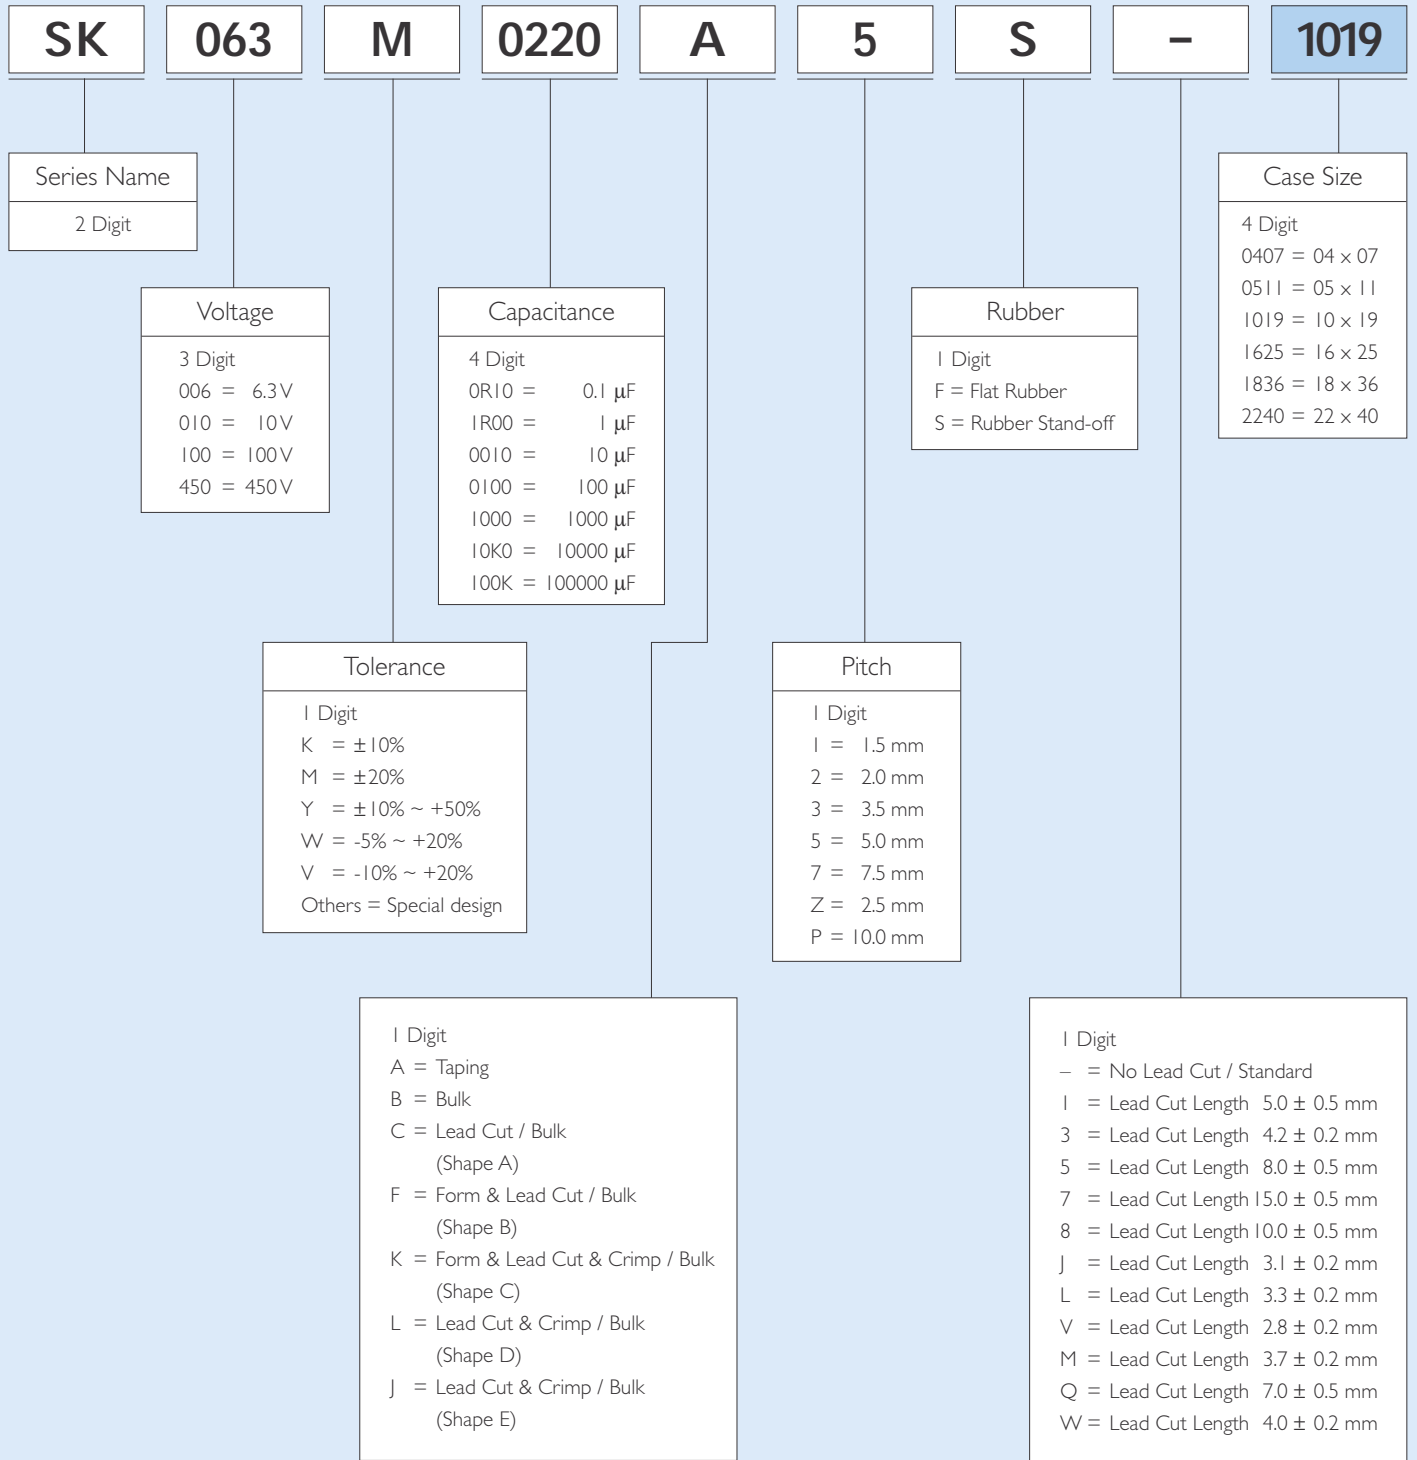 SK 063 M 0220 A 5 S – 1019
Series Name
2 Digit
Voltage
3 Digit
006 = 6.3 V
010 = 10 V
100 = 100 V
450 = 450 V
Capacitance
4 Digit
0R10 = 0.1 μF
1R00 = 1 μF
0010 = 10 μF
0100 = 100 μF
1000 = 1000 μF
10K0 = 10000 μF
100K = 100000 μF
Rubber
1 Digit
F = Flat Rubber
S = Rubber Stand-off
Case Size
4 Digit
0407 = 04 x 07
0511 = 05 x 11
1019 = 10 x 19
1625 = 16 x 25
1836 = 18 x 36
2240 = 22 x 40
Tolerance
1 Digit
K = ±10%
M = ±20%
Y = ±10% ~ +50%
W = -5% ~ +20%
V = -10% ~ +20%
Others = Special design
Pitch
1 Digit
1 = 1.5 mm
2 = 2.0 mm
3 = 3.5 mm
5 = 5.0 mm
7 = 7.5 mm
Z = 2.5 mm
P = 10.0 mm
1 Digit
A = Taping
B = Bulk
C = Lead Cut / Bulk
(Shape A)
F = Form & Lead Cut / Bulk
(Shape B)
K = Form & Lead Cut & Crimp / Bulk
(Shape C)
L = Lead Cut & Crimp / Bulk
(Shape D)
J = Lead Cut & Crimp / Bulk
(Shape E)
1 Digit
– = No Lead Cut / Standard
1 = Lead Cut Length 5.0 ± 0.5 mm
3 = Lead Cut Length 4.2 ± 0.2 mm
5 = Lead Cut Length 8.0 ± 0.5 mm
7 = Lead Cut Length 15.0 ± 0.5 mm
8 = Lead Cut Length 10.0 ± 0.5 mm
J = Lead Cut Length 3.1 ± 0.2 mm
L = Lead Cut Length 3.3 ± 0.2 mm
V = Lead Cut Length 2.8 ± 0.2 mm
M = Lead Cut Length 3.7 ± 0.2 mm
Q = Lead Cut Length 7.0 ± 0.5 mm
W = Lead Cut Length 4.0 ± 0.2 mm